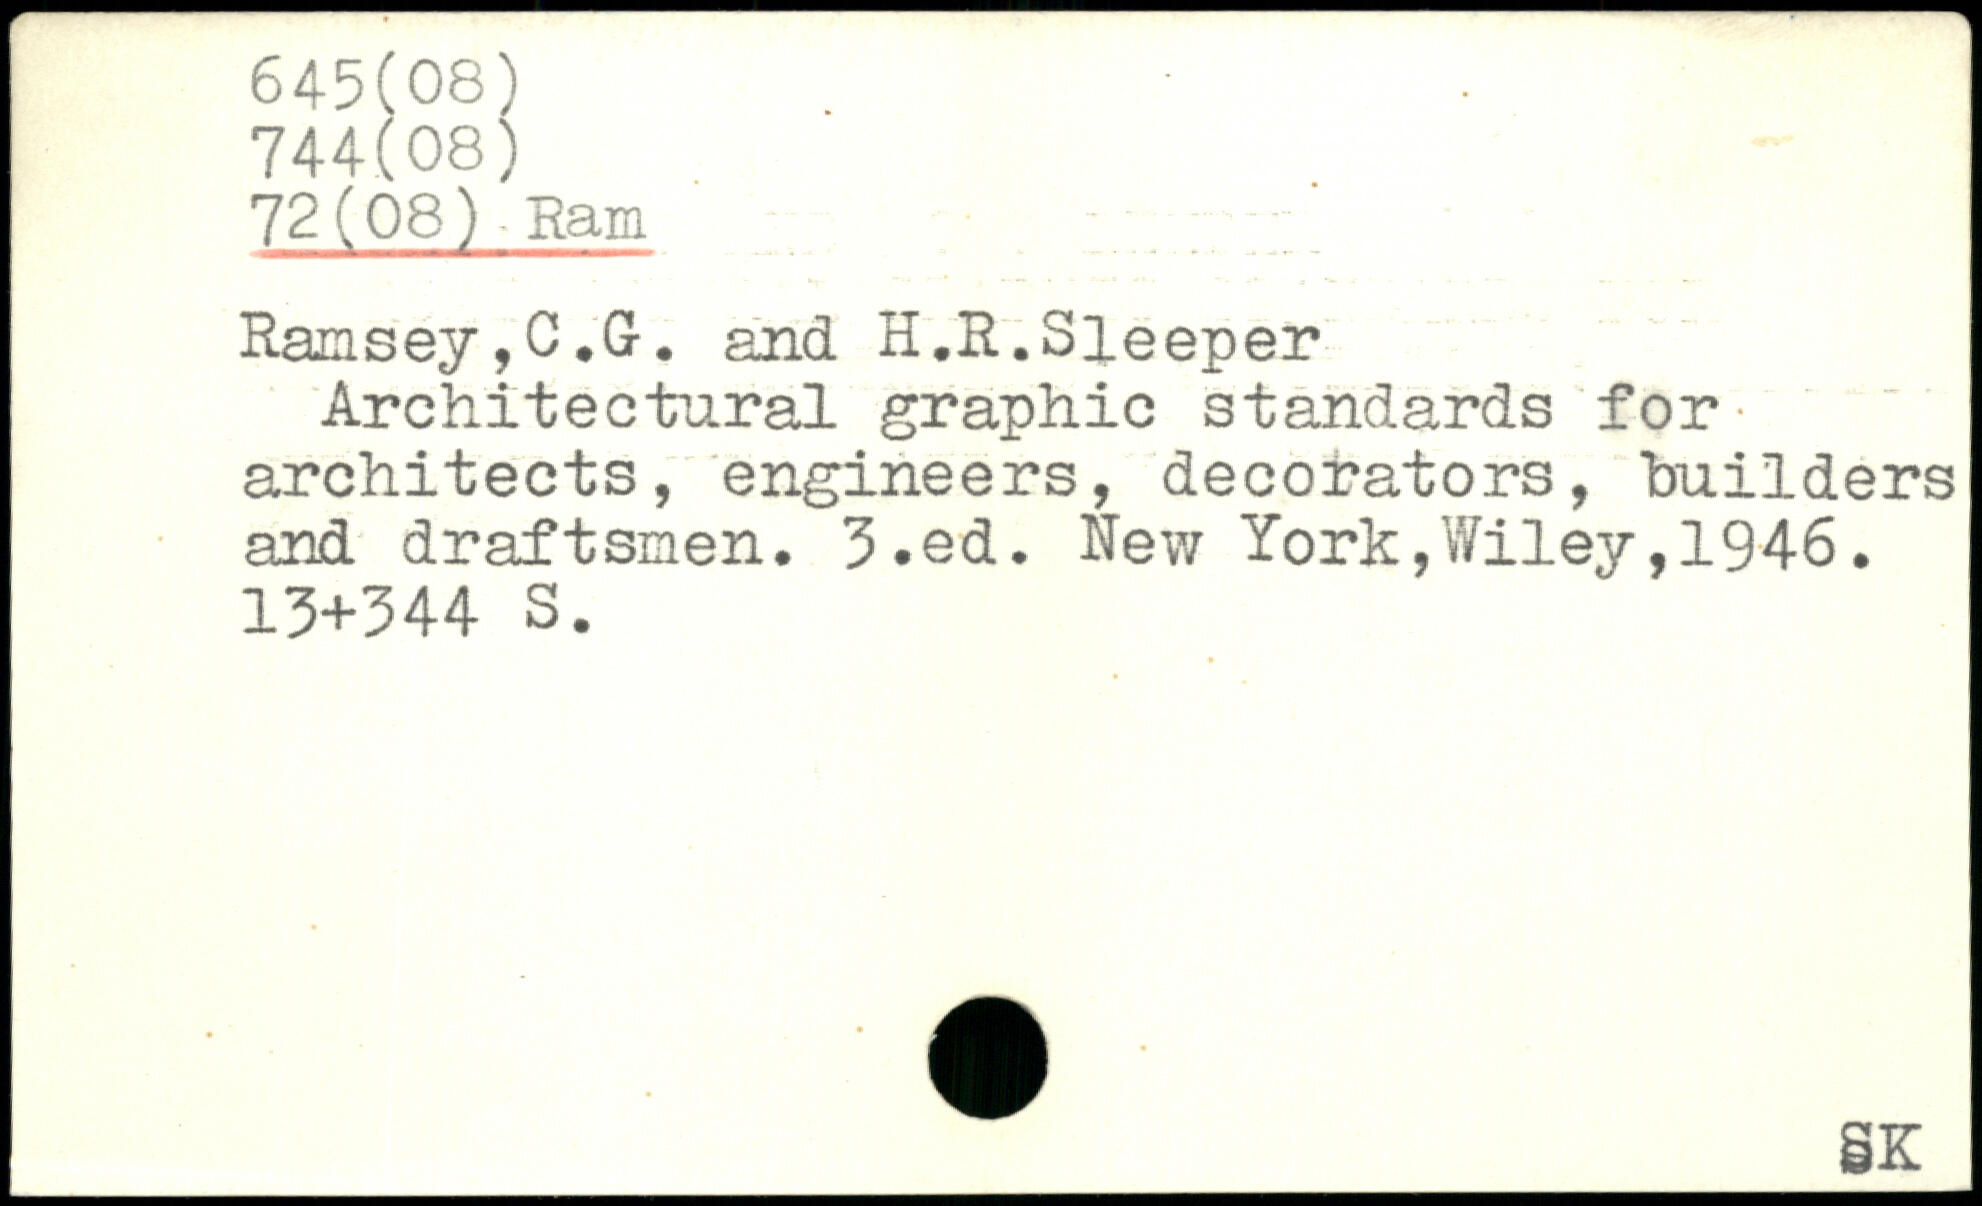 645(08)
744(08)
72(08) Ram
Ramsey,C.G. and H.R.Sleeper
Architectural graphic standards for
architects, engineers, decorators, builders
and draftsmen. 3.ed. New York,Wiley,1946.
13+344 S.
SK